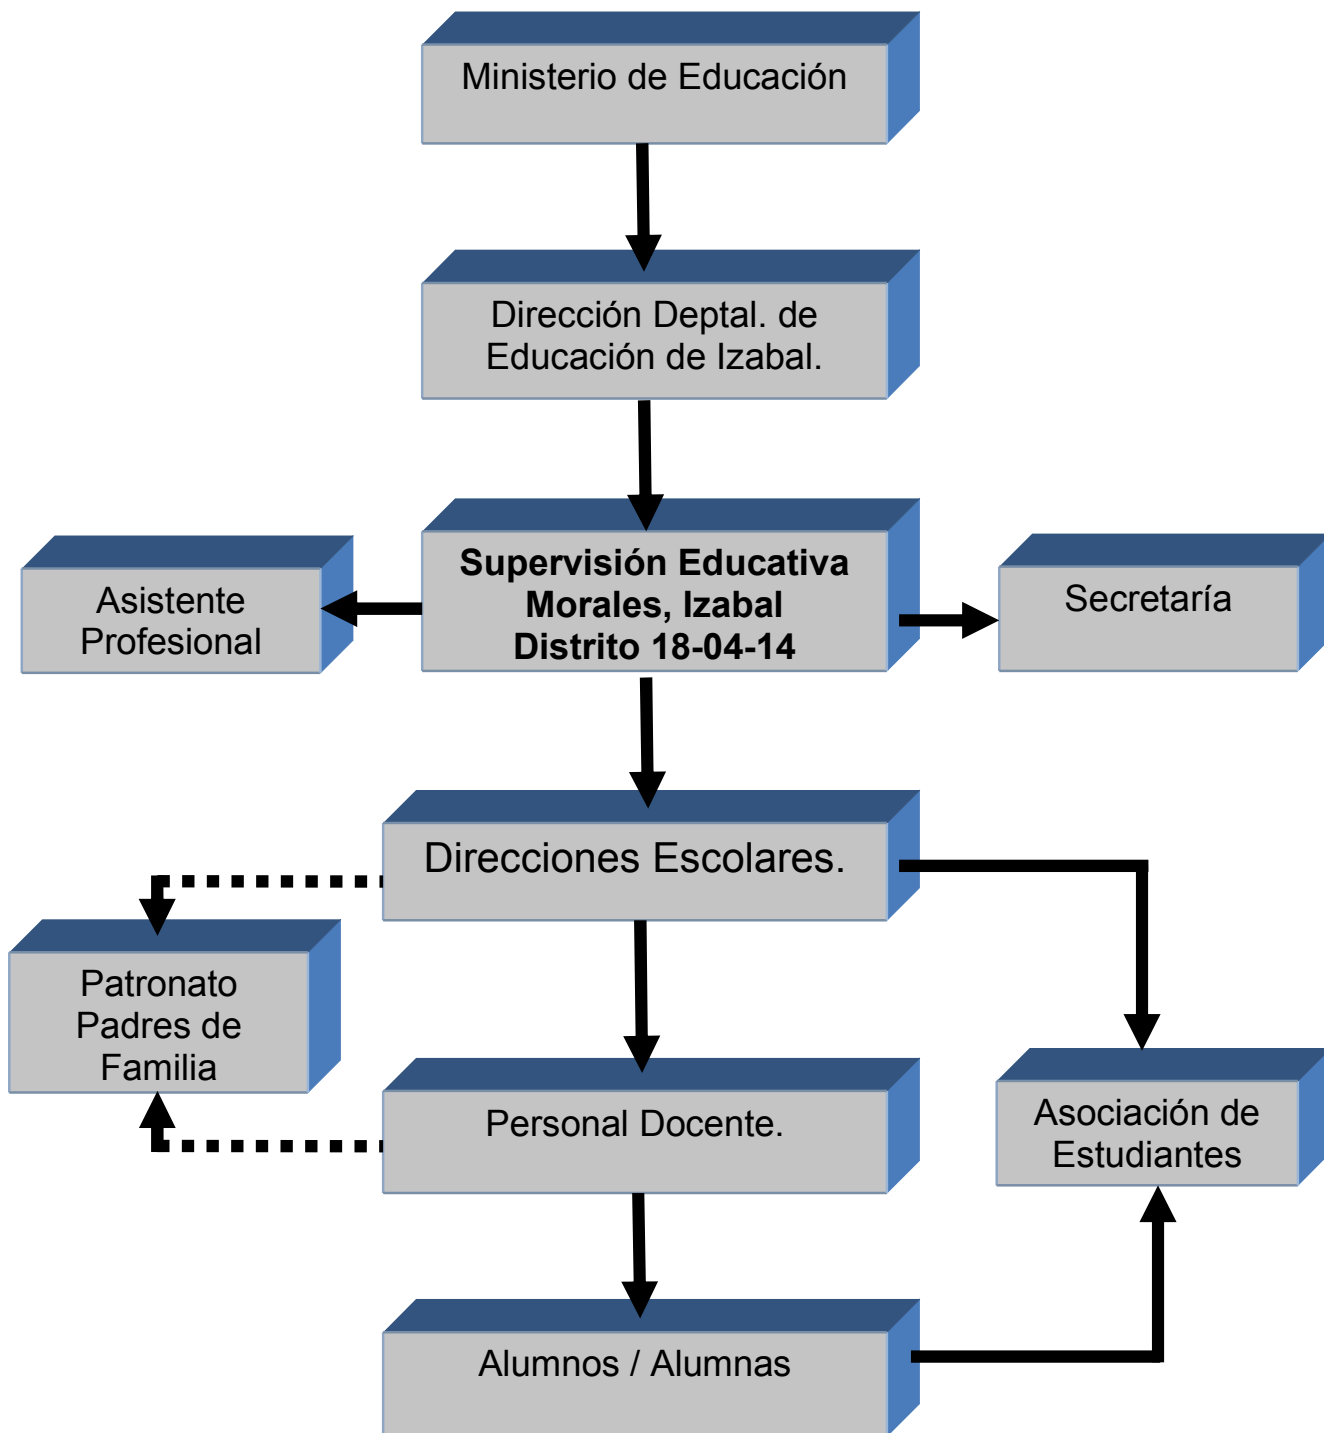 Ministerio de Educación
Dirección Deptal. de
Educación de Izabal.
Supervisión Educativa
Morales, Izabal
Distrito 18-04-14
Asistente
Profesional
Secretaría
Direcciones Escolares.
Patronato
Padres de
Familia
Personal Docente.
Asociación de
Estudiantes
Alumnos / Alumnas